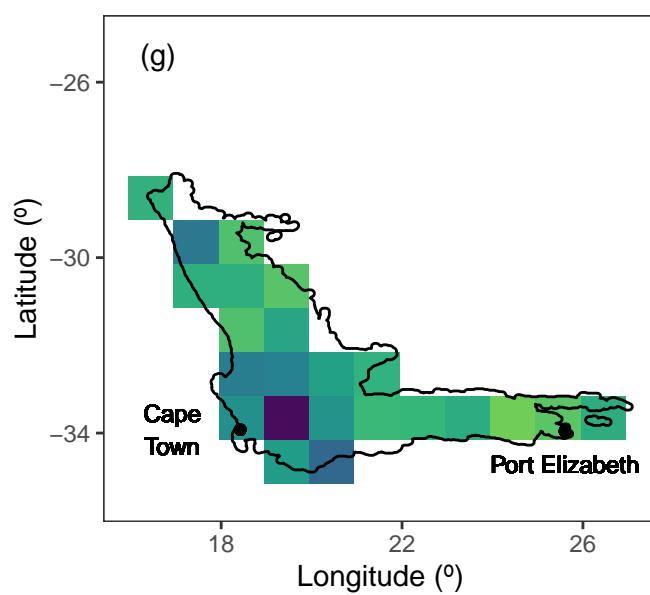 (g)
−26
−30
−34
Latitude (º)
Cape
Town
Port Elizabeth
18
22
26
Longitude (º)